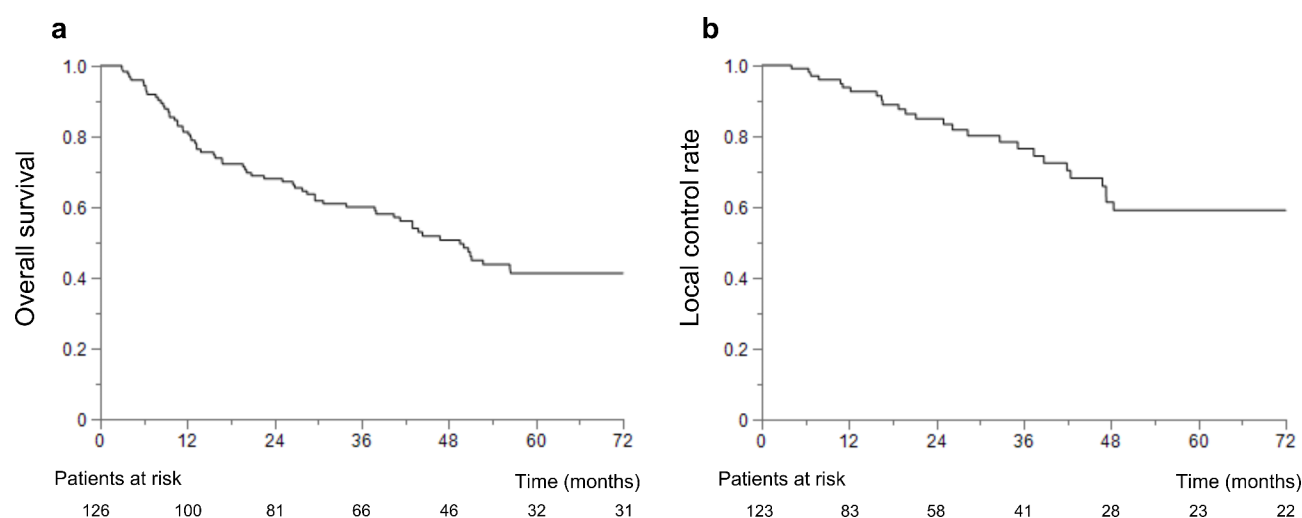 a
Overall survival
1.0
0.8
0.6
0.4
0.2
0
0 12 24 36 48 60 72
Patients at risk Time (months)
126 100 81 66 46 32 31
b
Local control rate
1.0
0.8
0.6
0.4
0.2
0
0 12 24 36 48 60 72
Patients at risk Time (months)
123 83 58 41 28 23 22